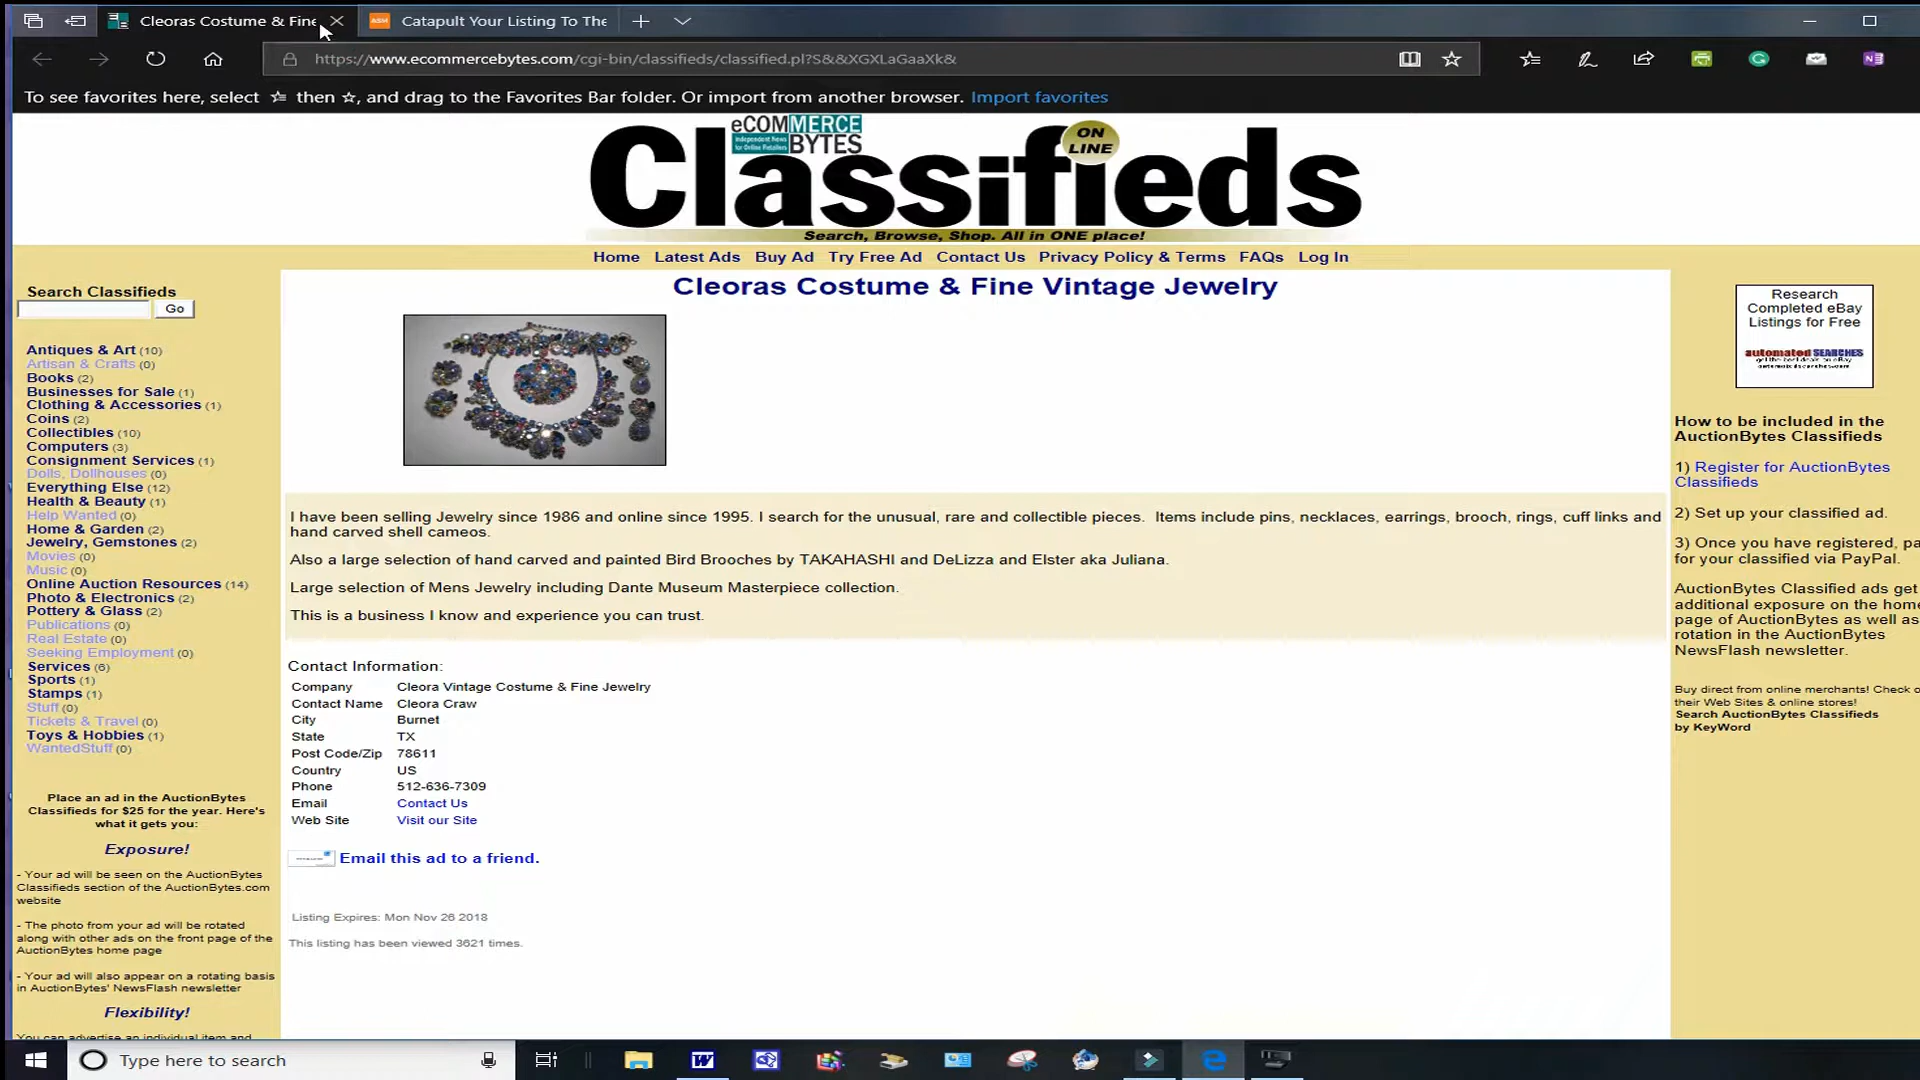 Cleoras Costume & Fine
Catapult Your Listing To The
https://www.ecommercebytes.com/cgi-bin/classifieds/classified.pl?S&&XGXLaGaaXk&
To see favorites here, select then, and drag to the Favorites Bar folder. Or import from another browser. Import favorites
eCOMMERCE BYTES
Independent News for Online Retailers
Classifieds
ON LINE
Search, Browse, Shop. All in ONE place!
Home Latest Ads Buy Ad Try Free Ad Contact Us Privacy Policy & Terms FAQs Log In
Cleoras Costume & Fine Vintage Jewelry
Search Classifieds
Go
Antiques & Art (10)
Artisan & Crafts (0)
Books (2)
Businesses for Sale (1)
Clothing & Accessories (1)
Coins (2)
Collectibles (10)
Computers (3)
Consignment Services (1)
Dolls, Dollhouses (0)
Everything Else (12)
Health & Beauty (1)
Help Wanted (0)
Home & Garden (2)
Jewelry, Gemstones (2)
Movies (0)
Music (0)
Online Auction Resources (14)
Photo & Electronics (2)
Pottery & Glass (2)
Publications (0)
Real Estate (0)
Seeking Employment (0)
Services (6)
Sports (1)
Stamps (1)
Stuff (0)
Tickets & Travel (0)
Toys & Hobbies (1)
WantedStuff (0)
Place an ad in the AuctionBytes
Classifieds for $25 for the year. Here's
what it gets you:
Exposure!
- Your ad will be seen on the AuctionBytes
Classifieds section of the AuctionBytes.com
website
- The photo from your ad will be rotated
along with other ads on the front page of the
AuctionBytes home page
- Your ad will also appear on a rotating basis
in AuctionBytes' NewsFlash newsletter
Flexibility!
You can advertise an individual item and
I have been selling Jewelry since 1986 and online since 1995. I search for the unusual, rare and collectible pieces. Items include pins, necklaces, earrings, brooch, rings, cuff links and
hand carved shell cameos.
Also a large selection of hand carved and painted Bird Brooches by TAKAHASHI and DeLizza and Elster aka Juliana.
Large selection of Mens Jewelry including Dante Museum Masterpiece collection.
This is a business I know and experience you can trust.
Contact Information:
Company Cleora Vintage Costume & Fine Jewelry
Contact Name Cleora Craw
City Burnet
State TX
Post Code/Zip 78611
Country US
Phone 512-636-7309
Email Contact Us
Web Site Visit our Site
Email this ad to a friend.
Listing Expires: Mon Nov 26 2018
This listing has been viewed 3621 times.
Research
Completed eBay
Listings for Free
automated SEARCHES
How to be included in the
AuctionBytes Classifieds
1) Register for AuctionBytes
Classifieds
2) Set up your classified ad.
3) Once you have registered, pa
for your classified via PayPal.
AuctionBytes Classified ads get
additional exposure on the hom
page of AuctionBytes as well as
rotation in the AuctionBytes
NewsFlash newsletter.
Buy direct from online merchants! Check o
their Web Sites & online stores!
Search AuctionBytes Classifieds
by KeyWord
Type here to search